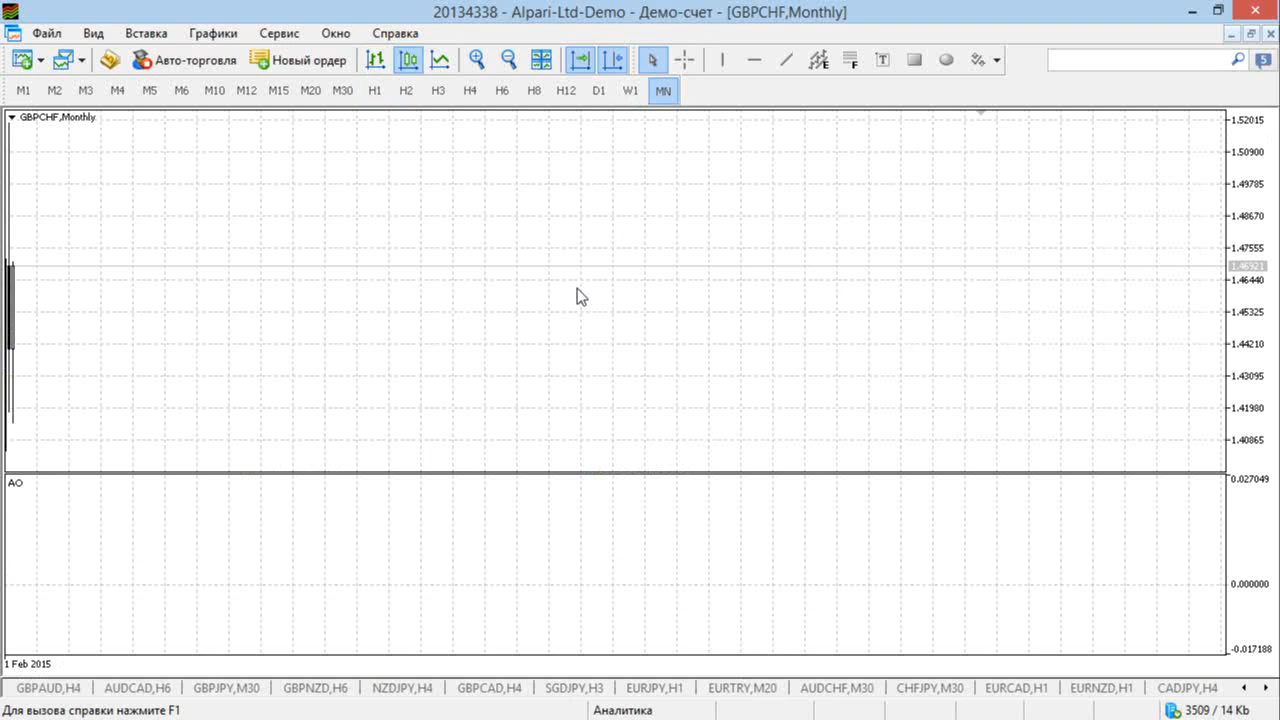 20134338 - Alpari-Ltd-Demo - Демо-счет - [GBPCHF,Monthly]
Файл Вид Вставка Графики Сервис Окно Справка
Авто-торговля Новый ордер
5
M1 M2 M3 M4 M5 M6 M10 M12 M15 M20 M30 H1 H2 H3 H4 H6 H8 H12 D1 W1 MN
GBPCHF,Monthly
1.52015
1.50900
1.49785
1.48670
1.47555
1.46921
1.46440
1.45325
1.44210
1.43095
1.41980
1.40865
AO
0.027049
0.000000
-0.017188
1 Feb 2015
GBPAUD,H4 AUDCAD,H6 GBPJPY,M30 GBPNZD,H6 NZDJPY,H4 GBPCAD,H4 SGDJPY,H3 EURJPY,H1 EURTRY,M20 AUDCHF,M30 CHFJPY,M30 EURCAD,H1 EURNZD,H1 CADJPY,H4
Для вызова справки нажмите F1 Аналитика 3509 / 14 Kb